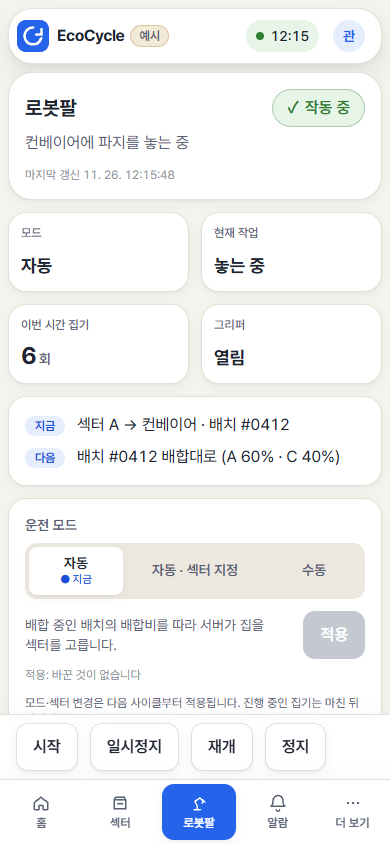 EcoCycle 예시 12:15 관
로봇팔
✓ 작동 중
컨베이어에 파지를 놓는 중
마지막 갱신 11. 26. 12:15:48
모드
자동
현재 작업
놓는 중
이번 시간 집기
6 회
그리퍼
열림
지금 섹터 A → 컨베이어 · 배치 #0412
다음 배치 #0412 배합대로 (A 60% · C 40%)
운전 모드
자동
지금
자동 · 섹터 지정
수동
배합 중인 배치의 배합비를 따라 서버가 집을
섹터를 고릅니다.
적용
적용: 바꾼 것이 없습니다
모드·섹터 변경은 다음 사이클부터 적용됩니다. 진행 중인 집기는 마친 뒤
시작 일시정지 재개 정지
홈 섹터 로봇팔 알람 더 보기